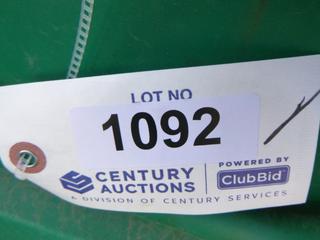 LOT NO
1092
CENTURY
AUCTIONS
POWERED BY
ClubBid
A DIVISION OF CENTURY SERVICES